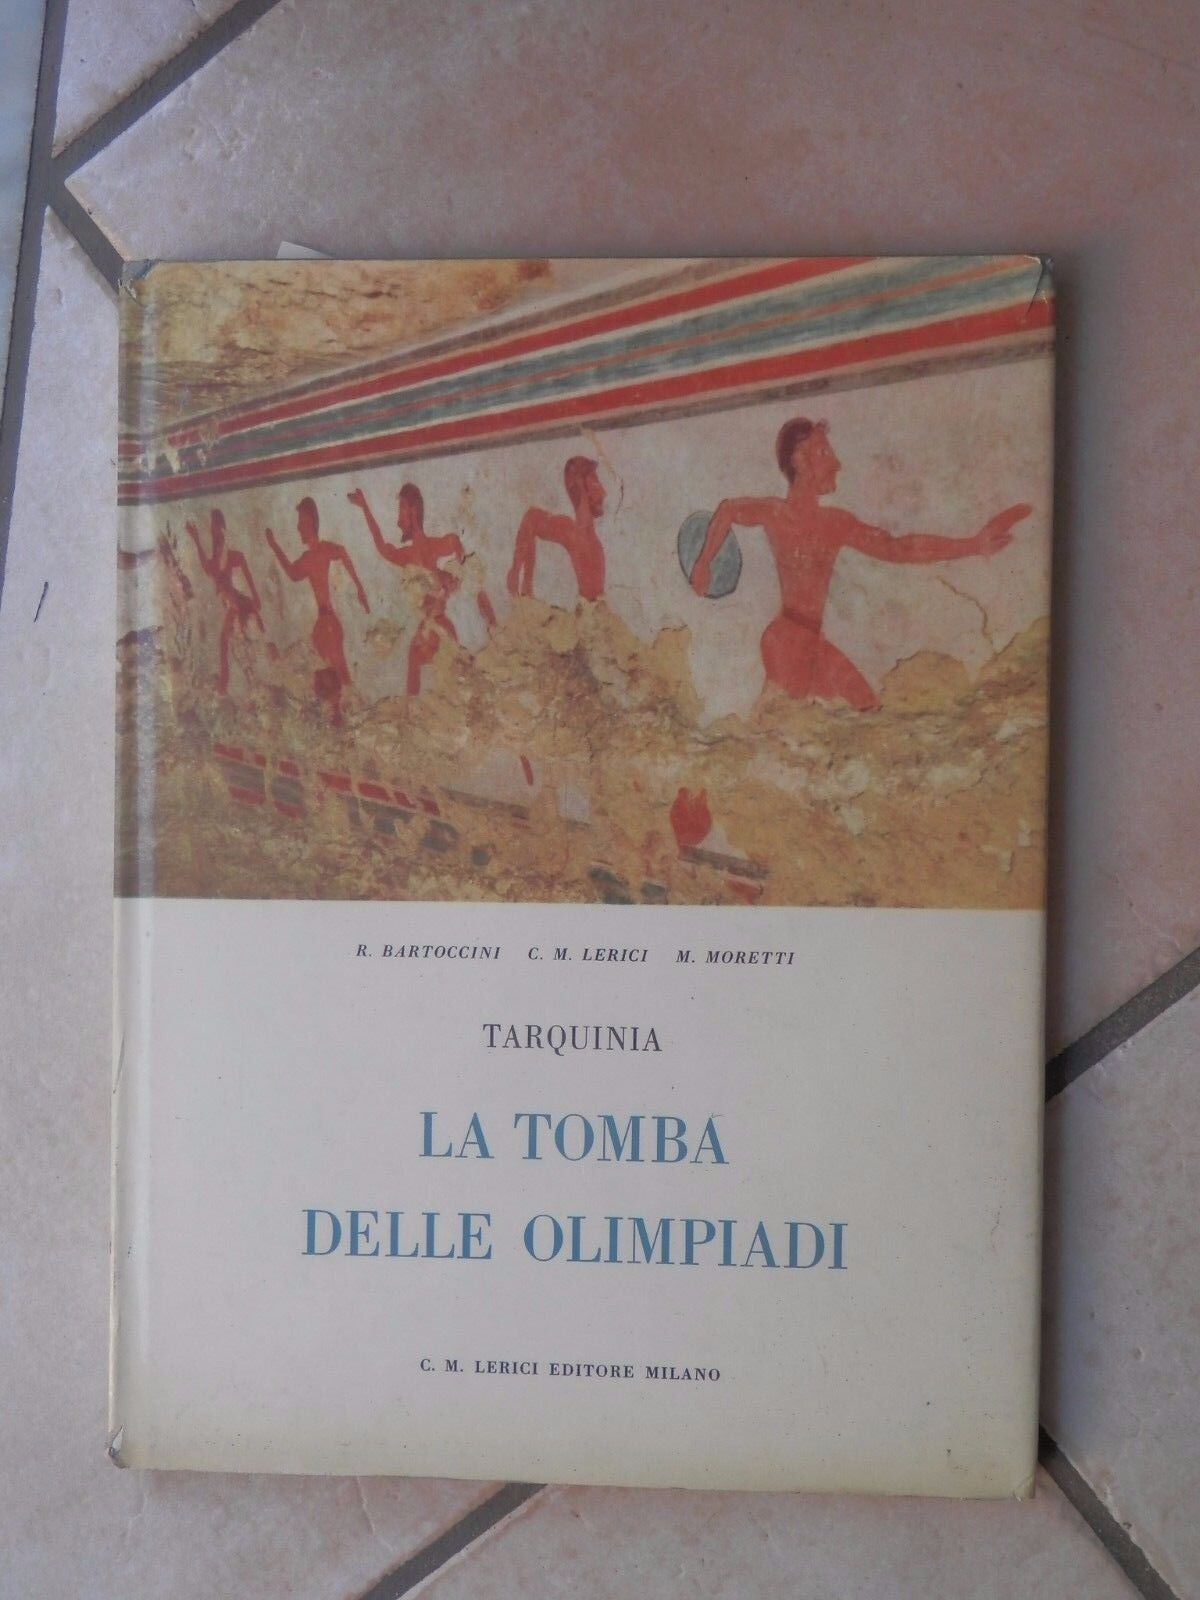 R. BARTOCCINI C. M. LERICI M. MORETTI
TARQUINIA
LA TOMBA
DELLE OLIMPIADI
C. M. LERICI EDITORE MILANO